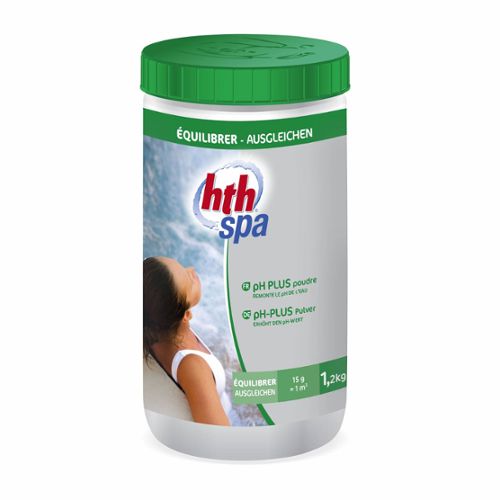 ÉQUILIBRER - AUSGLEICHEN
hth
spa
FR pH PLUS poudre
REMONTE LE pH DE L'EAU
DE pH-PLUS Pulver
ERHÖHT DEN pH-WERT
ÉQUILIBRER
AUSGLEICHEN
15 g
= 1 m³
1,2kg